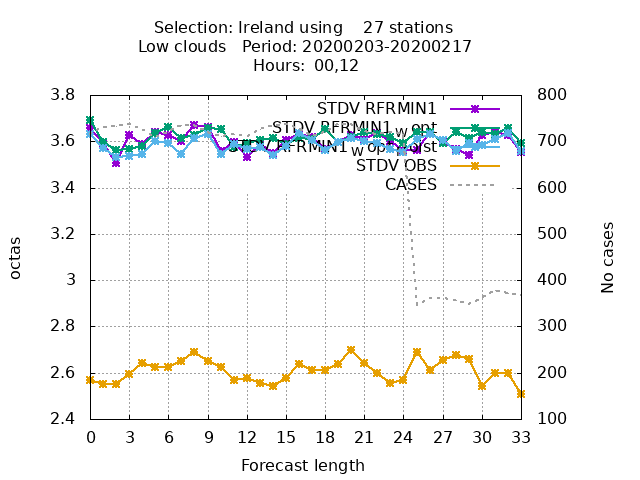 Selection: Ireland using 27 stations
Low clouds Period: 20200203-20200217
Hours: 00,12
STDV RFRMIN1
STDV RFRMIN1_w opt
STDV OBS
CASES
3.8
3.6
3.4
3.2
3
2.8
2.6
2.4
800
700
600
500
400
300
200
100
octas
No cases
0 3 6 9 12 15 18 21 24 27 30 33
Forecast length